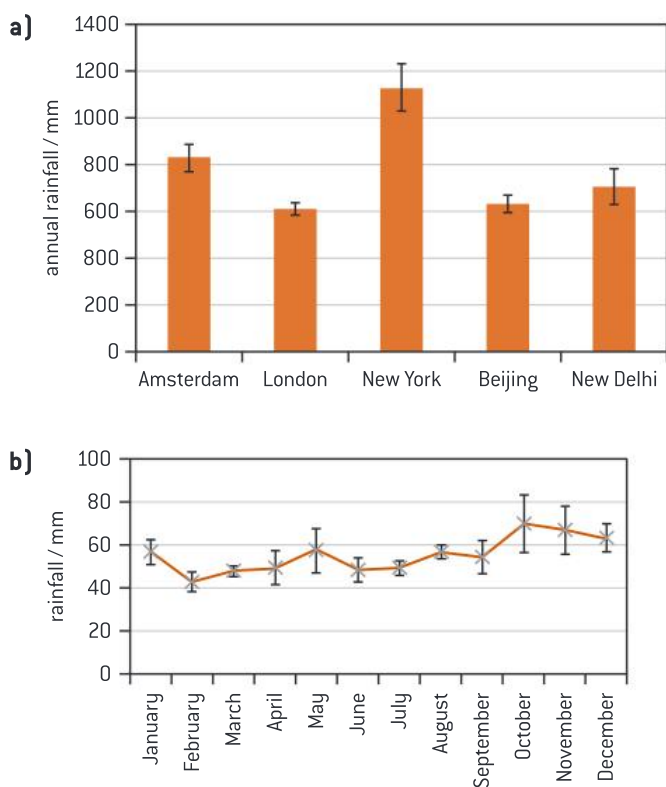 a)
annual rainfall / mm
1400
1200
1000
800
600
800
200
0
Amsterdam London New York Beijing New Delhi
b)
rainfall / mm
100
80
60
40
20
0
January
February
March
April
May
June
July
August
September
October
November
December